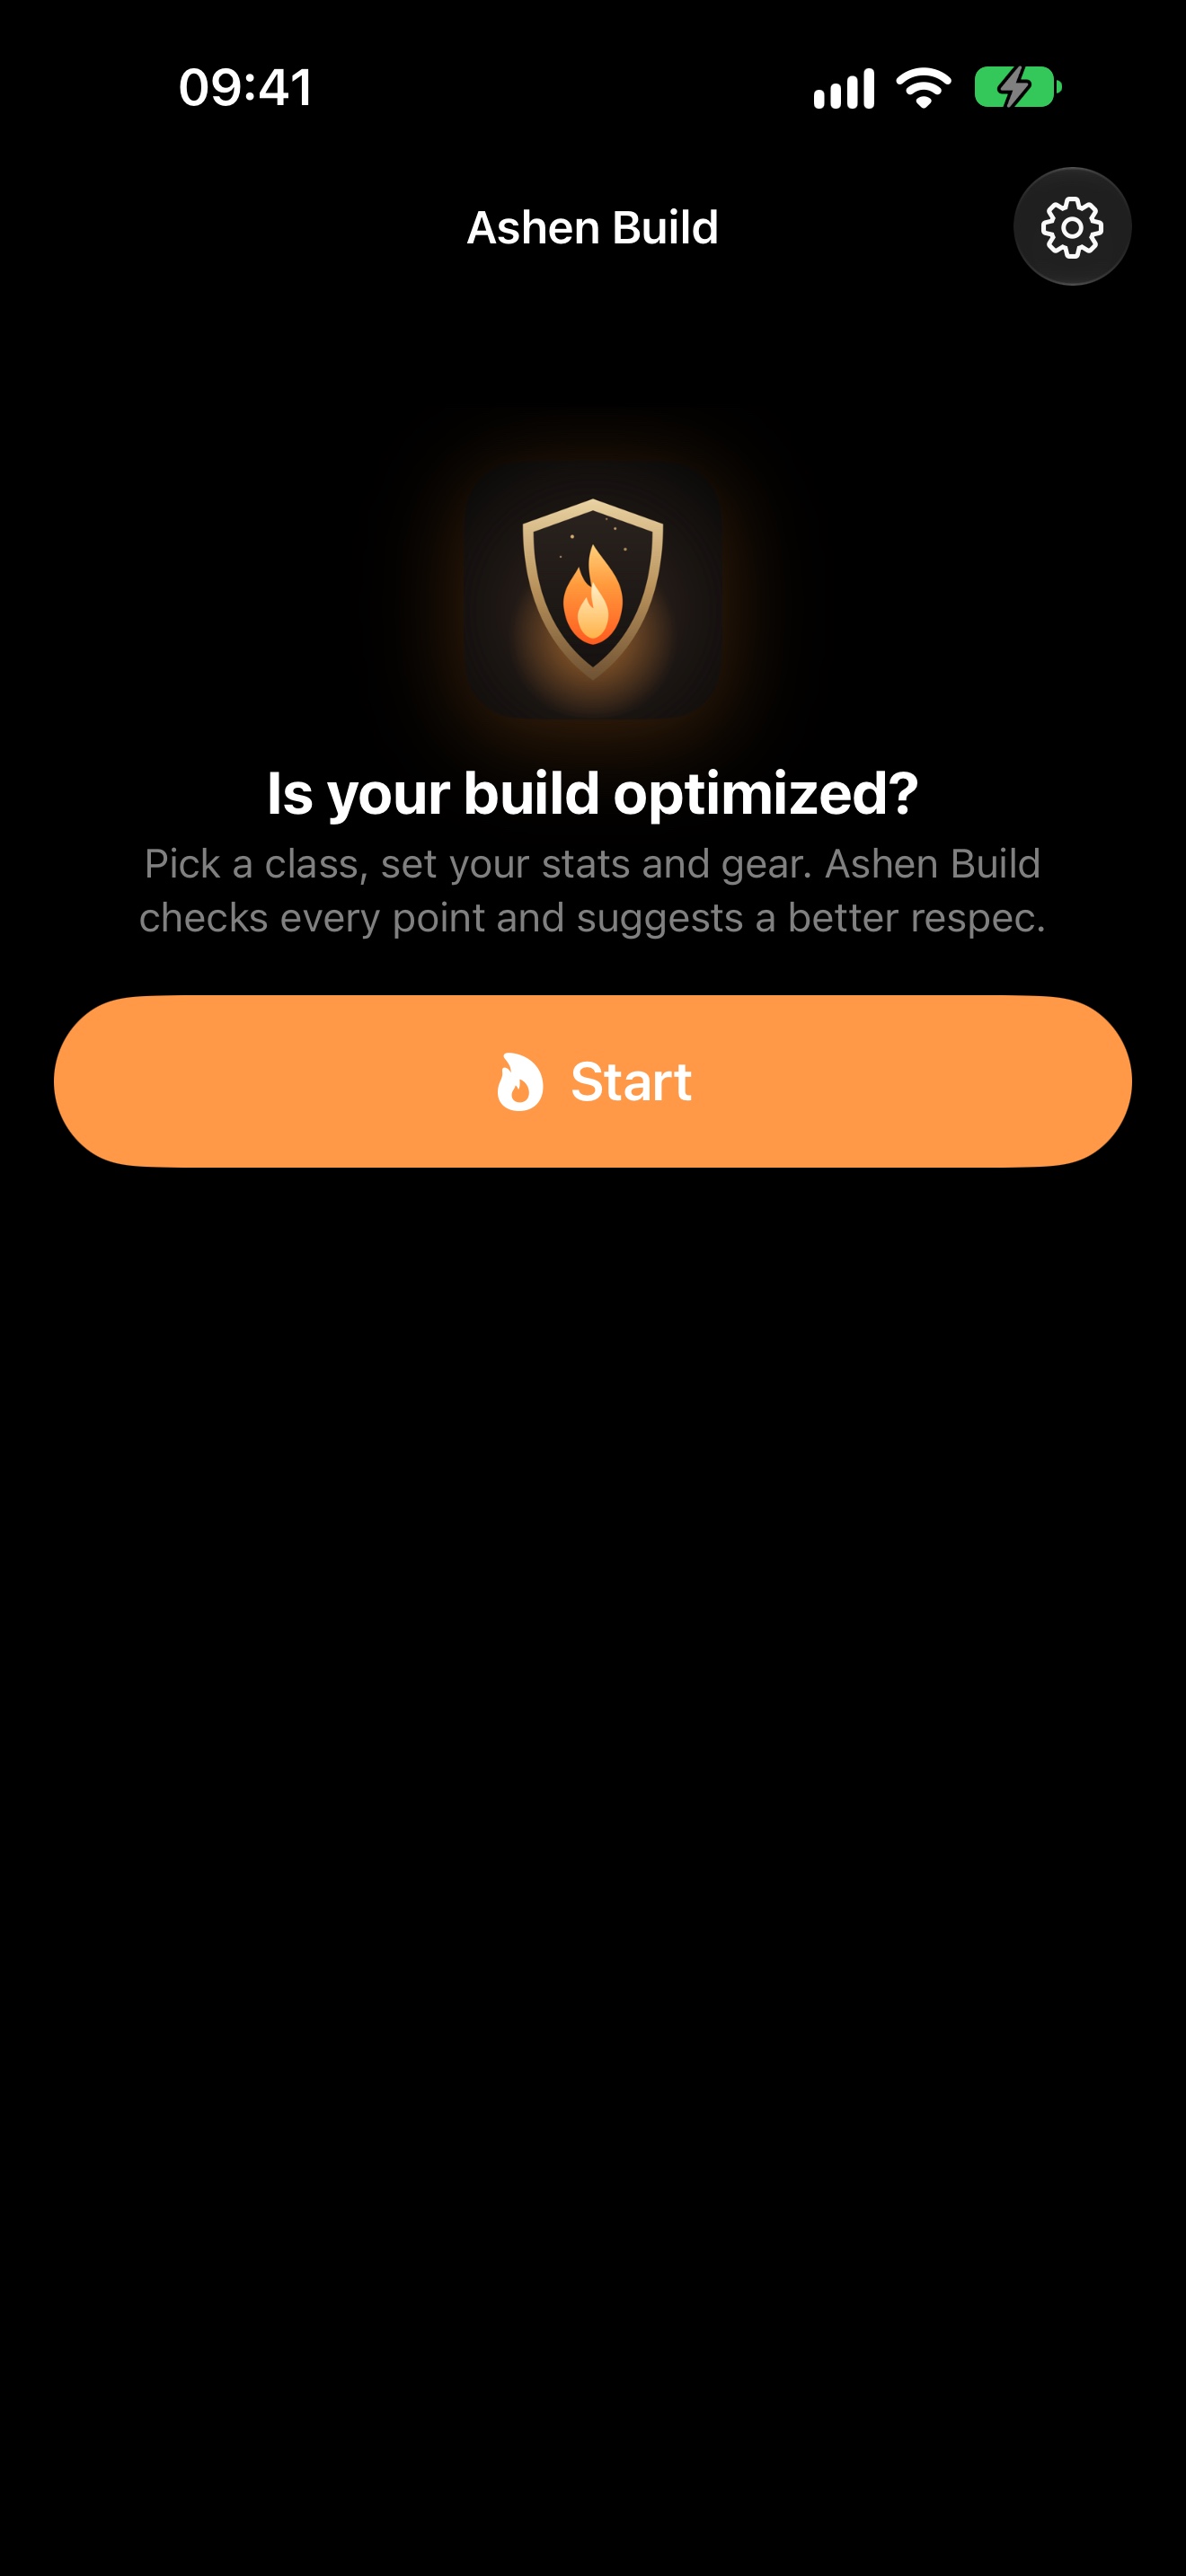 09:41
Ashen Build
Is your build optimized?
Pick a class, set your stats and gear. Ashen Build
checks every point and suggests a better respec.
Start